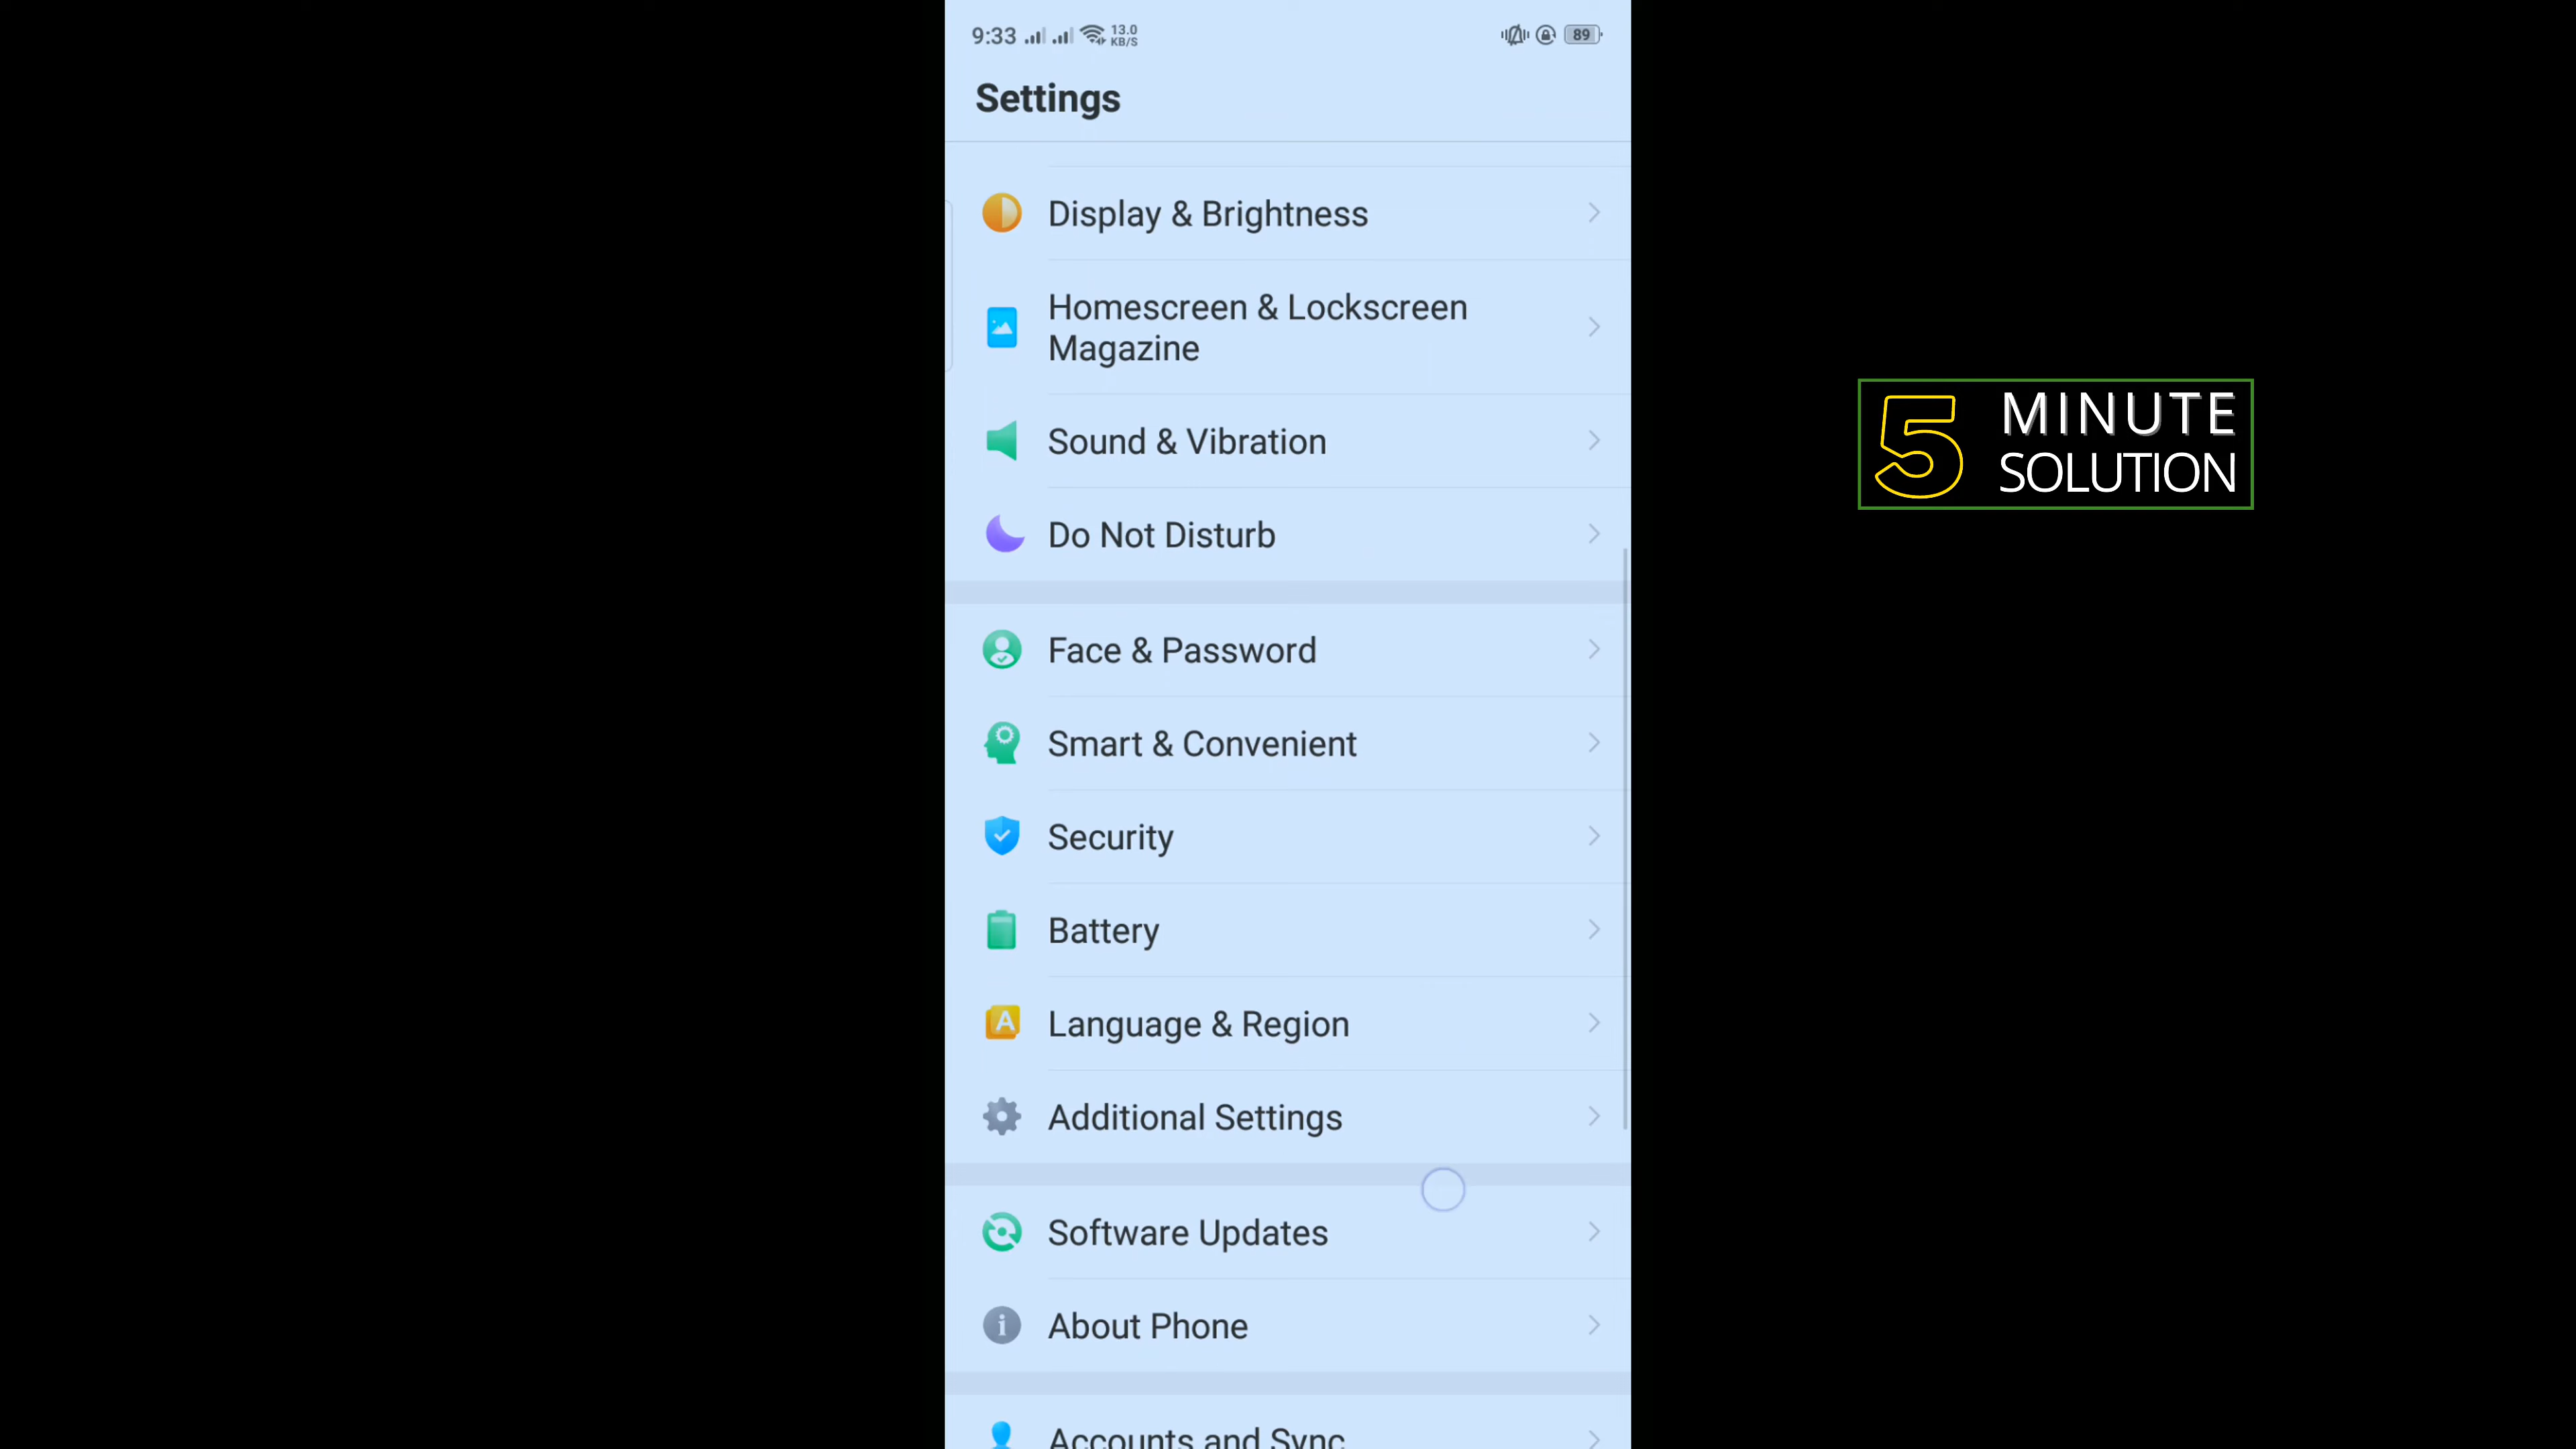 9:33 13.0 KB/S 89
Settings
Display & Brightness
Homescreen & Lockscreen
Magazine
Sound & Vibration
Do Not Disturb
Face & Password
Smart & Convenient
Security
Battery
A Language & Region
Additional Settings
Software Updates
i About Phone
Accounts and Sync
5 MINUTE
SOLUTION